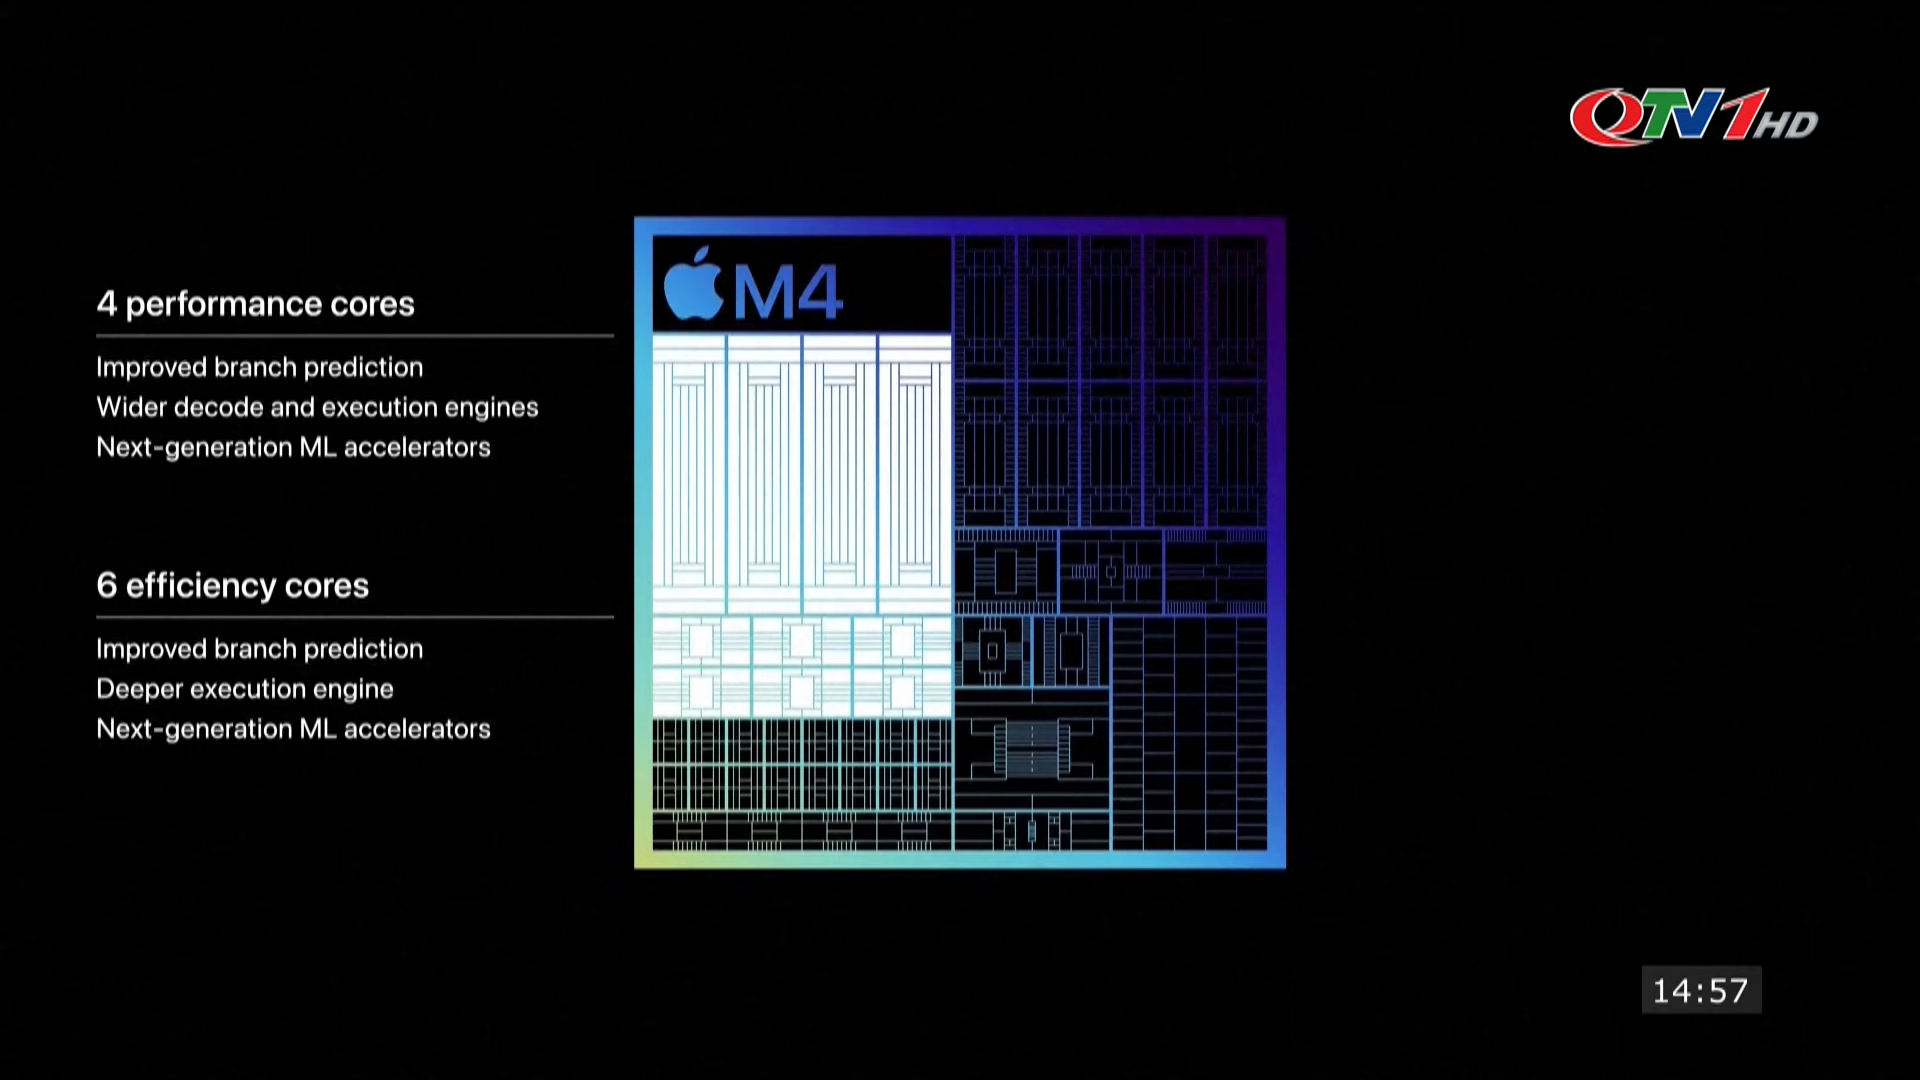 QTV1HD
M4
4 performance cores
Improved branch prediction
Wider decode and execution engines
Next-generation ML accelerators
6 efficiency cores
Improved branch prediction
Deeper execution engine
Next-generation ML accelerators
14:57